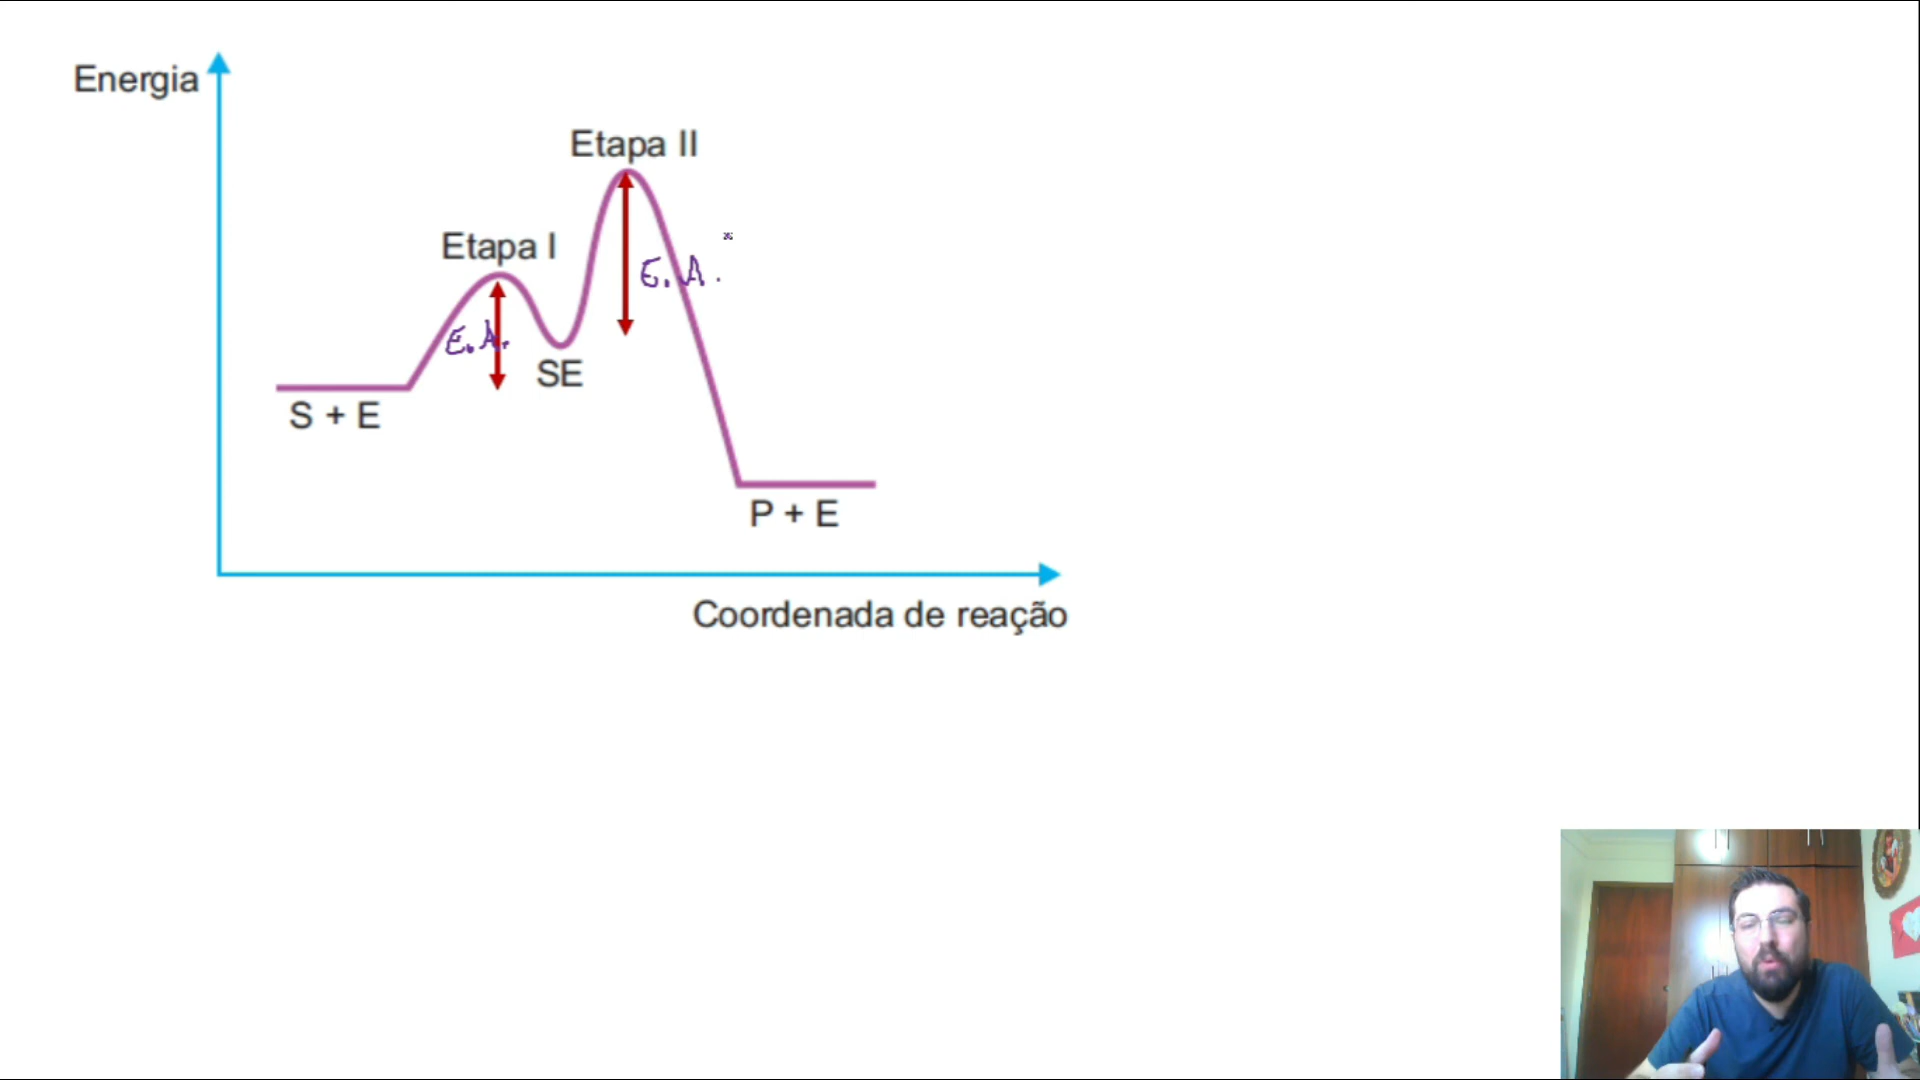 Energia
Etapa II
Etapa I
E.A.
E.A.
SE
S + E
P + E
Coordenada de reação